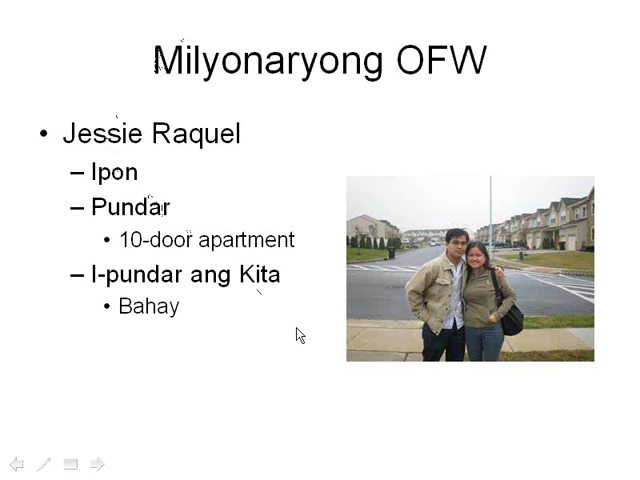 Milyonaryong OFW
• Jessie Raquel
– Ipon
– Pundar
• 10-door apartment
– I-pundar ang Kita
• Bahay